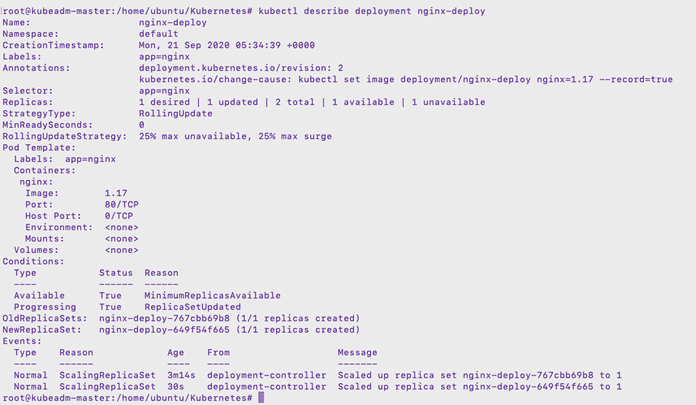 root@kubeadm-master:/home/ubuntu/Kubernetes# kubectl describe deployment nginx-deploy
Name:                   nginx-deploy
Namespace:              default
CreationTimestamp:      Mon, 21 Sep 2020 05:34:39 +0000
Labels:                 app=nginx
Annotations:            deployment.kubernetes.io/revision: 2
                        kubernetes.io/change-cause: kubectl set image deployment/nginx-deploy nginx=1.17 --record=true
Selector:               app=nginx
Replicas:               1 desired | 1 updated | 2 total | 1 available | 1 unavailable
StrategyType:           RollingUpdate
MinReadySeconds:        0
RollingUpdateStrategy:  25% max unavailable, 25% max surge
Pod Template:
  Labels:  app=nginx
  Containers:
   nginx:
    Image:        1.17
    Port:         80/TCP
    Host Port:    0/TCP
    Environment:  <none>
    Mounts:       <none>
  Volumes:        <none>
Conditions:
  Type           Status  Reason
  ----           ------  ------
  Available      True    MinimumReplicasAvailable
  Progressing    True    ReplicaSetUpdated
OldReplicaSets:  nginx-deploy-767cbb69b8 (1/1 replicas created)
NewReplicaSet:   nginx-deploy-649f54f665 (1/1 replicas created)
Events:
  Type    Reason             Age    From                   Message
  ----    ------             ----   ----                   -------
  Normal  ScalingReplicaSet  3m14s  deployment-controller  Scaled up replica set nginx-deploy-767cbb69b8 to 1
  Normal  ScalingReplicaSet  30s    deployment-controller  Scaled up replica set nginx-deploy-649f54f665 to 1
root@kubeadm-master:/home/ubuntu/Kubernetes#